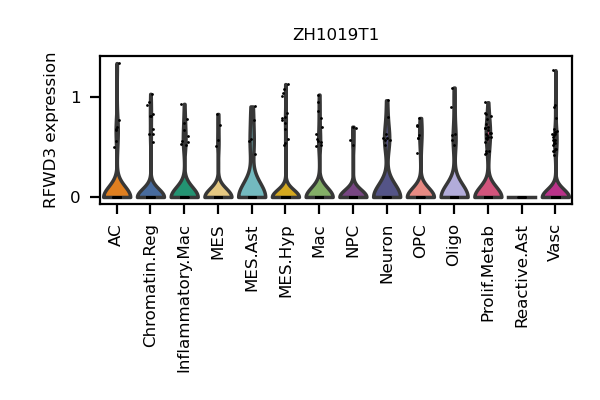 ZH1019T1
RFWD3 expression
1
0
AC
Chromatin.Reg
Inflammatory.Mac
MES
MES.Ast
MES.Hyp
Mac
NPC
Neuron
OPC
Oligo
Prolif.Metab
Reactive.Ast
Vasc